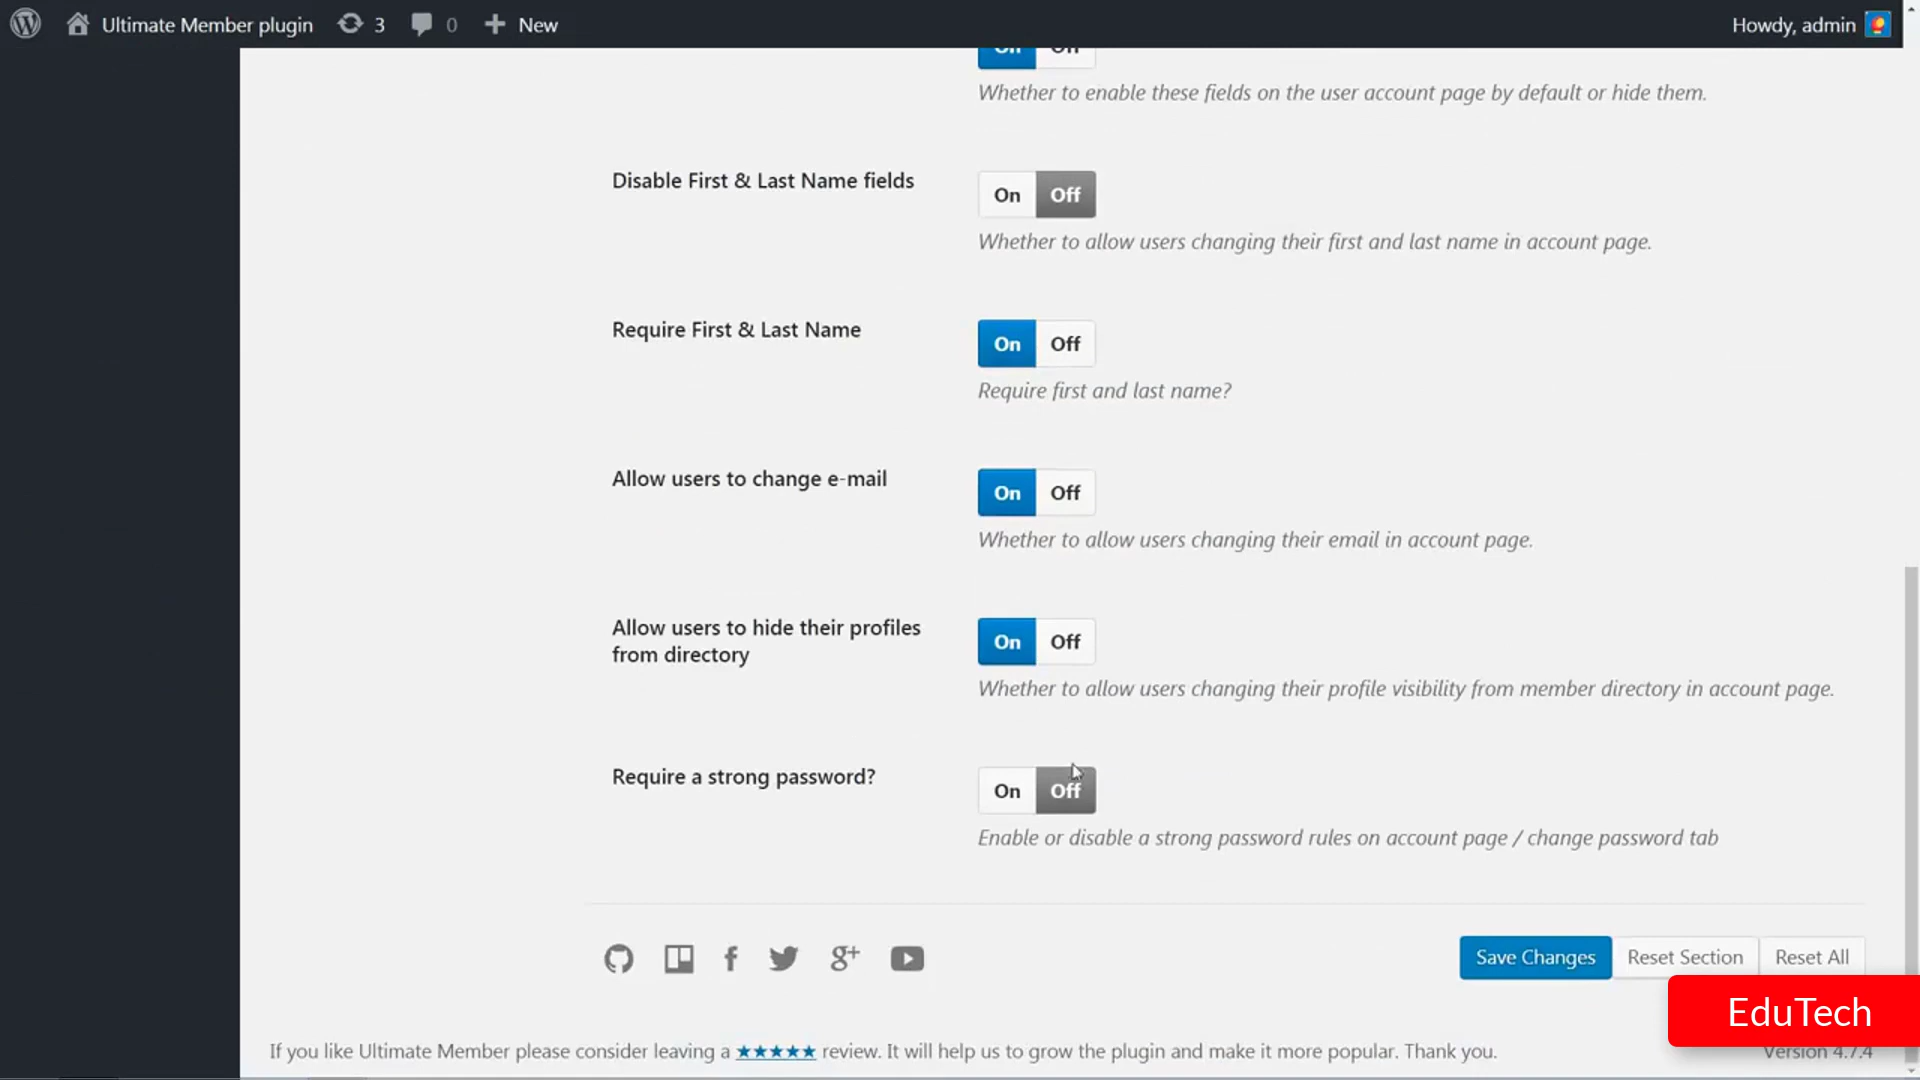 Ultimate Member plugin 3 0 New Howdy, admin
On Off
Whether to enable these fields on the user account page by default or hide them.
Disable First & Last Name fields
On Off
Whether to allow users changing their first and last name in account page.
Require First & Last Name
On Off
Require first and last name?
Allow users to change e-mail
On Off
Whether to allow users changing their email in account page.
Allow users to hide their profiles
from directory
On Off
Whether to allow users changing their profile visibility from member directory in account page.
Require a strong password?
On Off
Enable or disable a strong password rules on account page / change password tab
Save Changes Reset Section Reset All
EduTech
If you like Ultimate Member please consider leaving a ★★★★★ review. It will help us to grow the plugin and make it more popular. Thank you.
Version 4.7.4